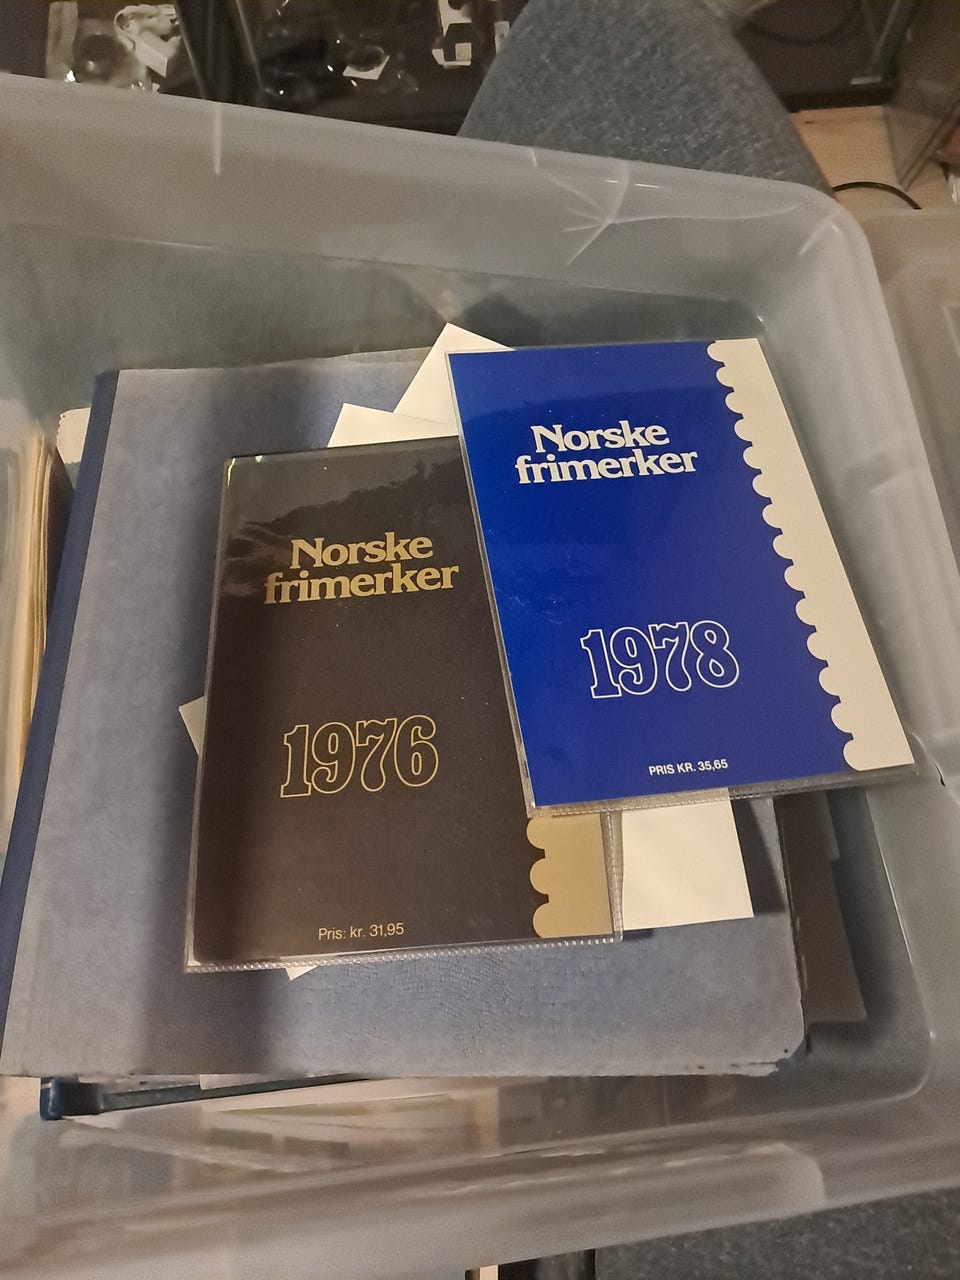 Norske
frimerker
1978
PRIS KR. 35,65
Norske
frimerker
1976
Pris: kr. 31,95